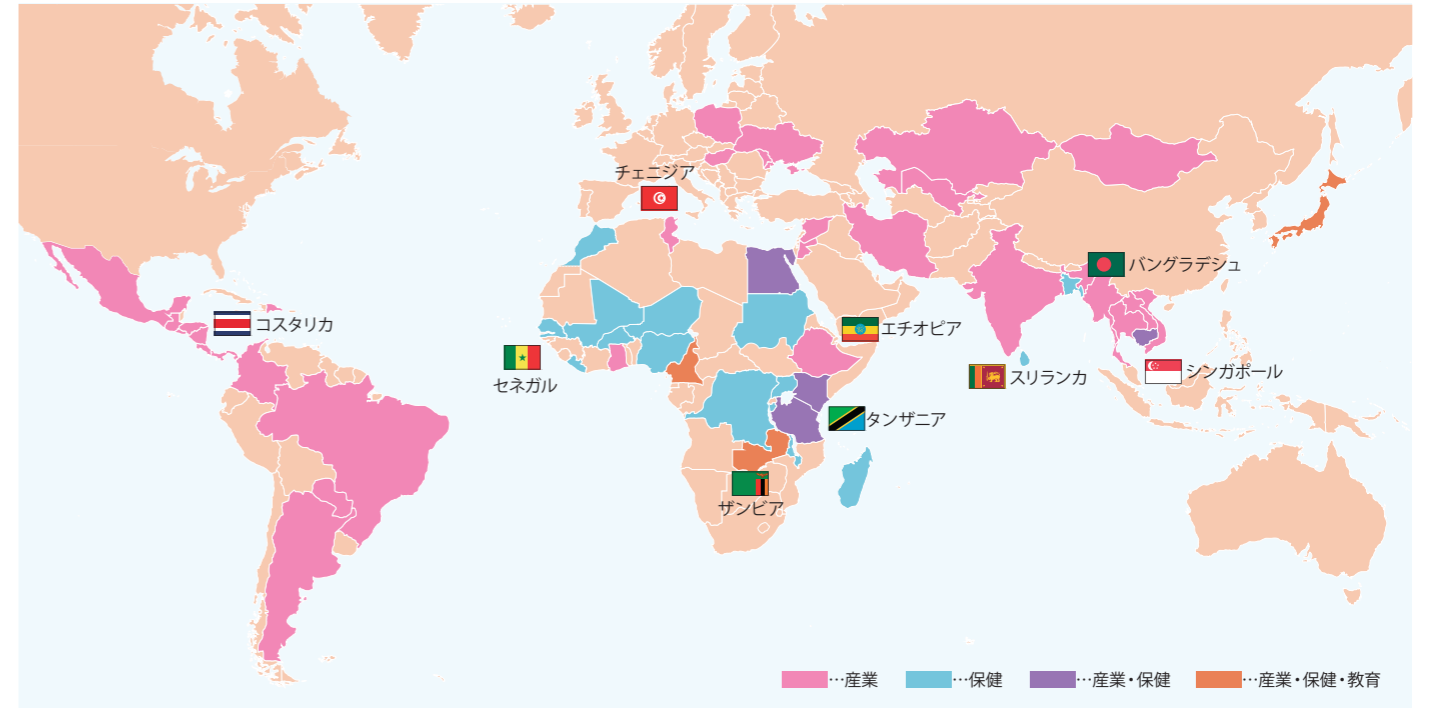 チェニジア
バングラデシュ
コスタリカ
エチオピア
セネガル
スリランカ
シンガポール
タンザニア
ザンビア
…産業
…保健
…産業・保健
…産業・保健・教育